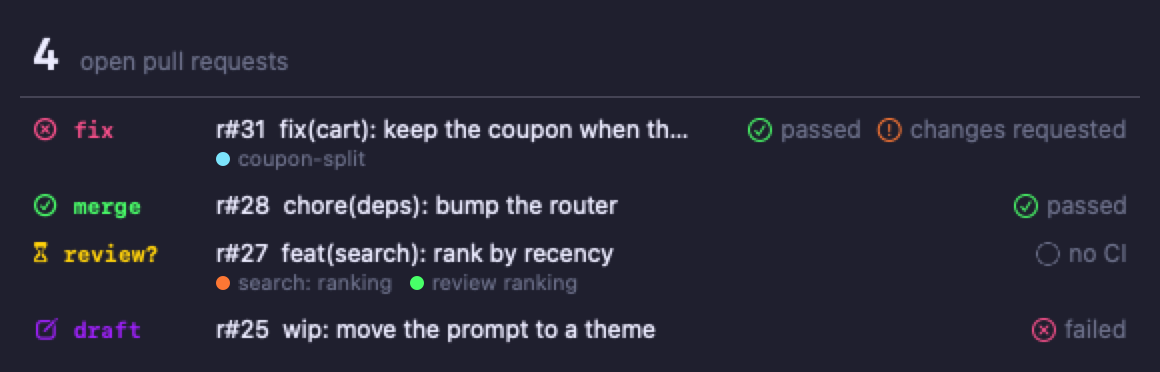 4 open pull requests
fix r#31 fix(cart): keep the coupon when th... passed changes requested
coupon-split
merge r#28 chore(deps): bump the router passed
review? r#27 feat(search): rank by recency no CI
search: ranking review ranking
draft r#25 wip: move the prompt to a theme failed